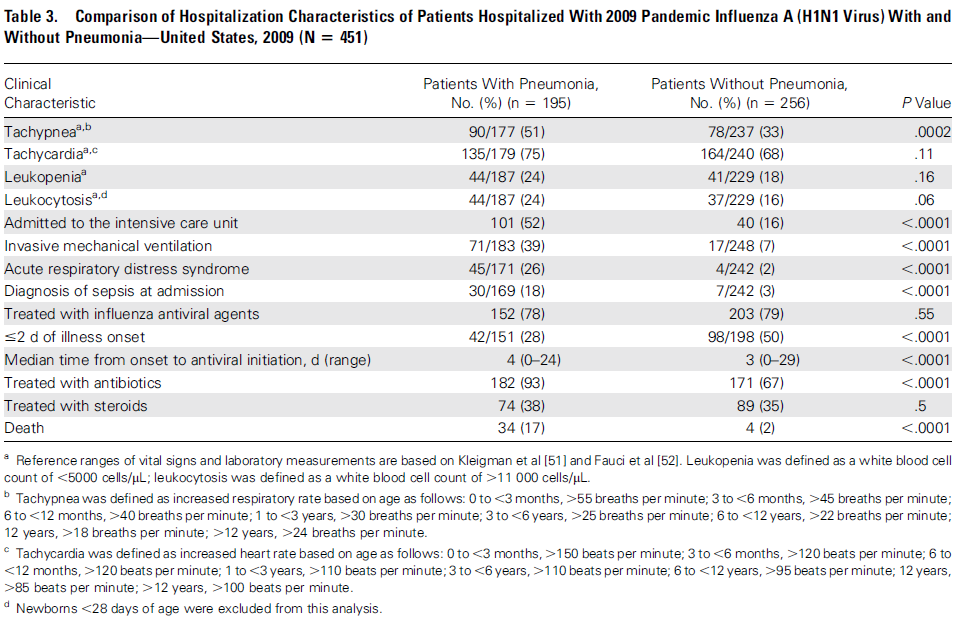 Table 3. Comparison of Hospitalization Characteristics of Patients Hospitalized With 2009 Pandemic Influenza A (H1N1 Virus) With and
Without Pneumonia—United States, 2009 (N = 451)
Clinical
Characteristic
Patients With Pneumonia,
No. (%) (n = 195)
Patients Without Pneumonia,
No. (%) (n = 256)
P Value
Tachypnea^a,b 90/177 (51) 78/237 (33) .0002
Tachycardia^a,c 135/179 (75) 164/240 (68) .11
Leukopenia^a 44/187 (24) 41/229 (18) .16
Leukocytosis^a,d 44/187 (24) 37/229 (16) .06
Admitted to the intensive care unit 101 (52) 40 (16) <.0001
Invasive mechanical ventilation 71/183 (39) 17/248 (7) <.0001
Acute respiratory distress syndrome 45/171 (26) 4/242 (2) <.0001
Diagnosis of sepsis at admission 30/169 (18) 7/242 (3) <.0001
Treated with influenza antiviral agents 152 (78) 203 (79) .55
≤2 d of illness onset 42/151 (28) 98/198 (50) <.0001
Median time from onset to antiviral initiation, d (range) 4 (0–24) 3 (0–29) <.0001
Treated with antibiotics 182 (93) 171 (67) <.0001
Treated with steroids 74 (38) 89 (35) .5
Death 34 (17) 4 (2) <.0001
a Reference ranges of vital signs and laboratory measurements are based on Kleigman et al [51] and Fauci et al [52]. Leukopenia was defined as a white blood cell
count of <5000 cells/μL; leukocytosis was defined as a white blood cell count of >11 000 cells/μL.
b Tachypnea was defined as increased respiratory rate based on age as follows: 0 to <3 months, >55 breaths per minute; 3 to <6 months, >45 breaths per minute;
6 to <12 months, >40 breaths per minute; 1 to <3 years, >30 breaths per minute; 3 to <6 years, >25 breaths per minute; 6 to <12 years, >22 breaths per minute;
12 years, >18 breaths per minute; >12 years, >24 breaths per minute.
c Tachycardia was defined as increased heart rate based on age as follows: 0 to <3 months, >150 beats per minute; 3 to <6 months, >120 beats per minute; 6 to
<12 months, >120 beats per minute; 1 to <3 years, >110 beats per minute; 3 to <6 years, >110 beats per minute; 6 to <12 years, >95 beats per minute; 12 years,
>85 beats per minute; >12 years, >100 beats per minute.
d Newborns <28 days of age were excluded from this analysis.